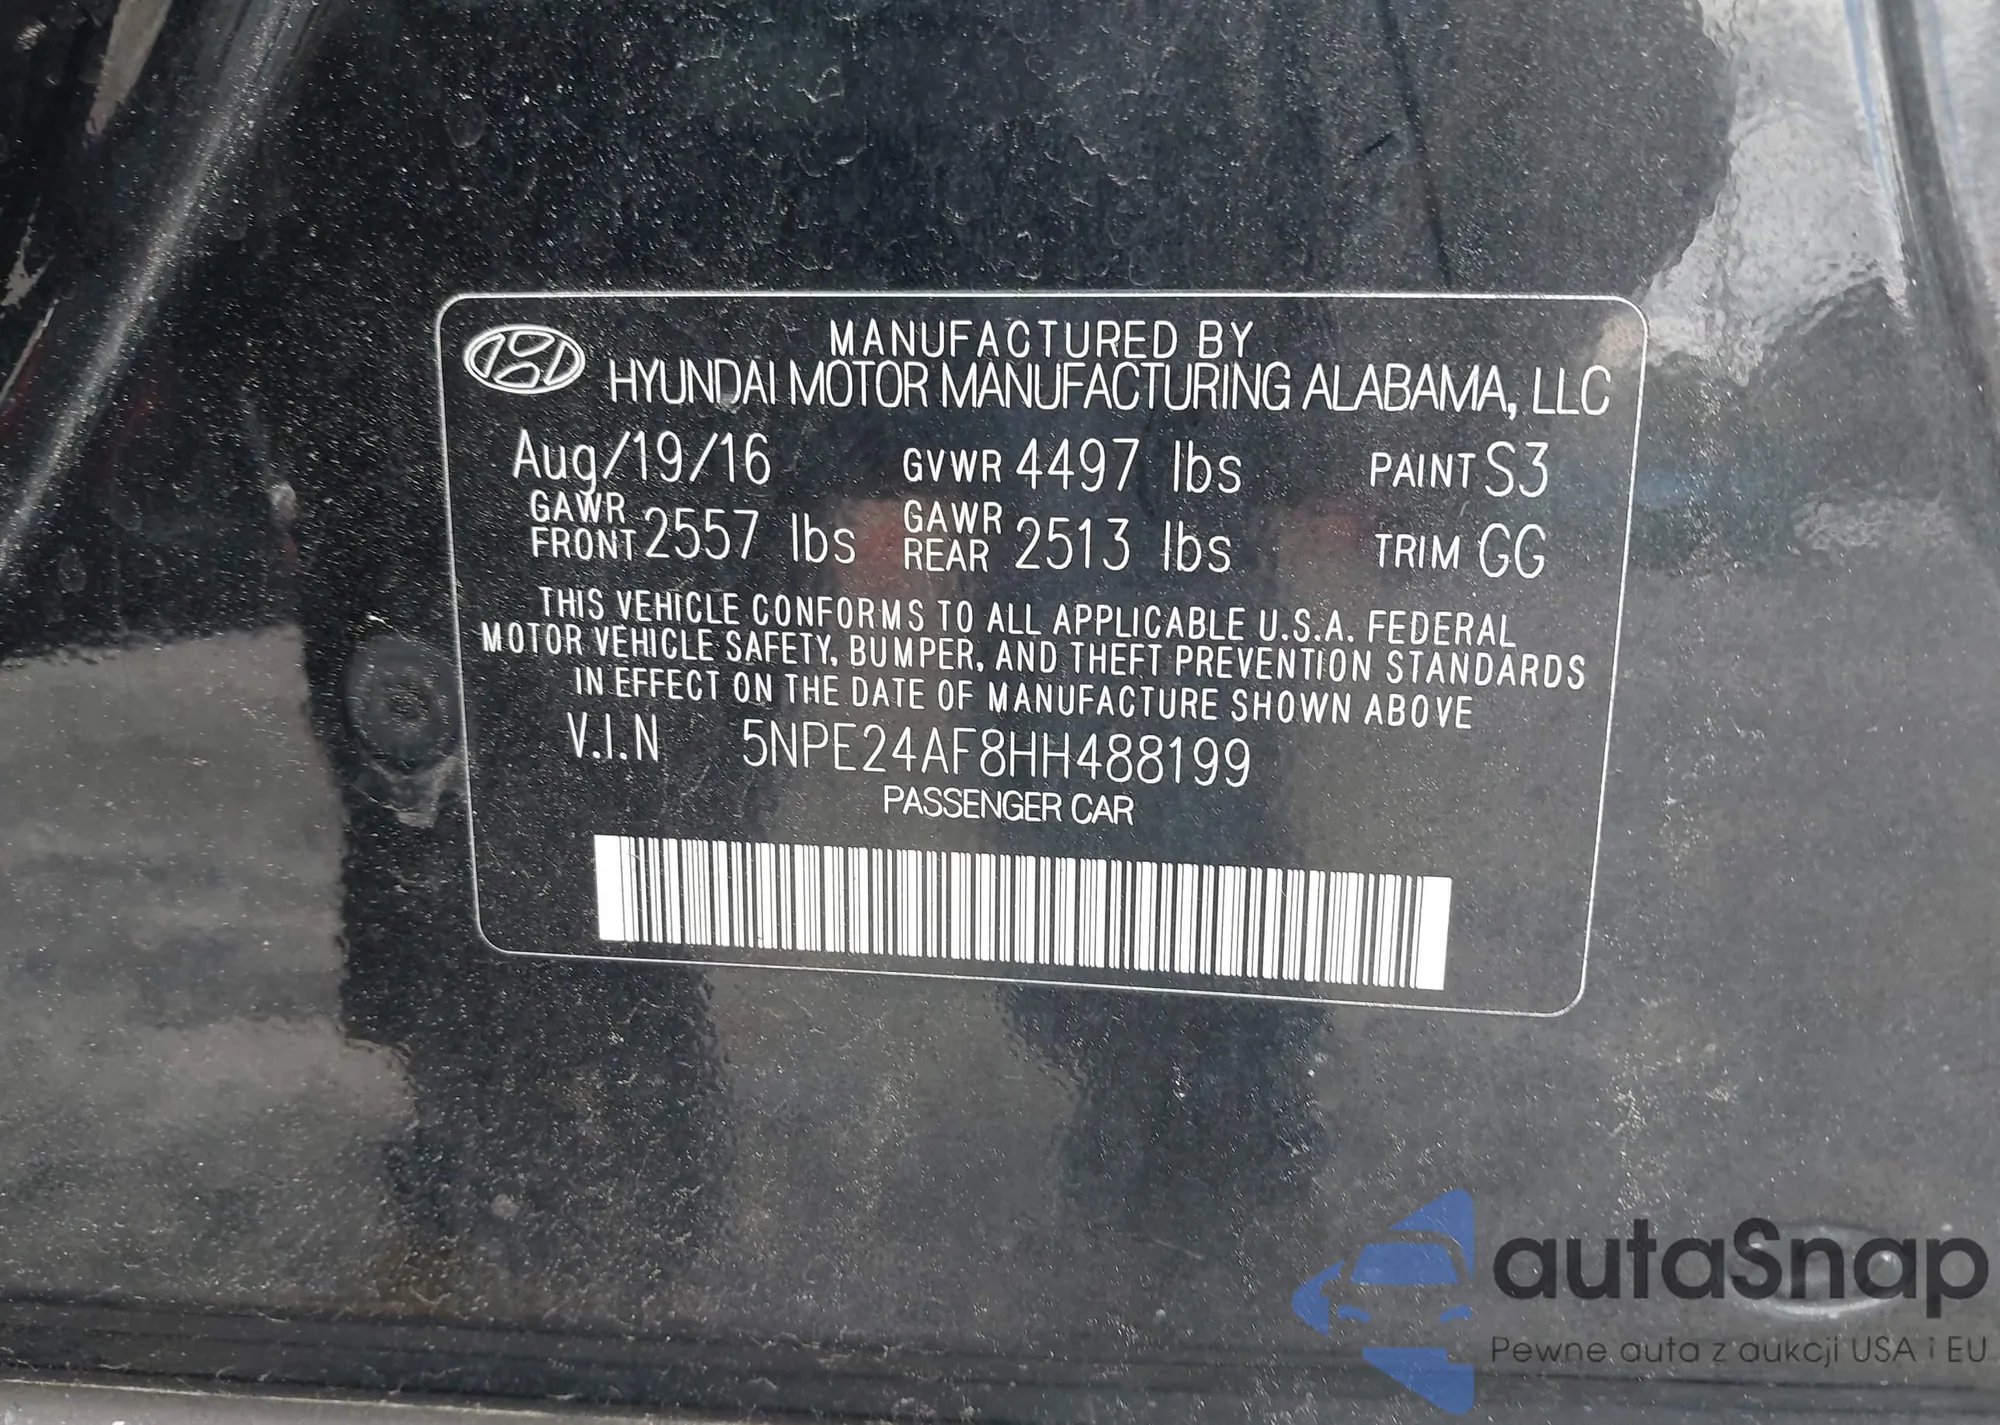 MANUFACTURED BY
HYUNDAI MOTOR MANUFACTURING ALABAMA, LLC
Aug/19/16 GVWR 4497 lbs PAINT S3
GAWR FRONT 2557 lbs GAWR REAR 2513 lbs TRIM GG
THIS VEHICLE CONFORMS TO ALL APPLICABLE U.S.A. FEDERAL
MOTOR VEHICLE SAFETY, BUMPER, AND THEFT PREVENTION STANDARDS
IN EFFECT ON THE DATE OF MANUFACTURE SHOWN ABOVE
V.I.N 5NPE24AF8HH488199
PASSENGER CAR
autaSnap
Pewne auta z aukcji USA i EU